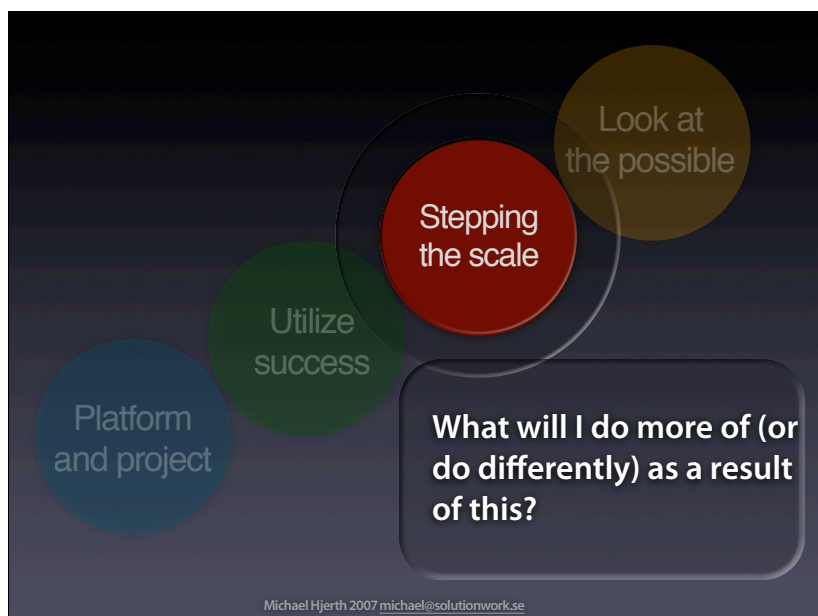 Look at
the possible
Stepping
the scale
Utilize
success
Platform
and project
What will I do more of (or
do differently) as a result
of this?
Michael Hjerth 2007 michael@solutionwork.se